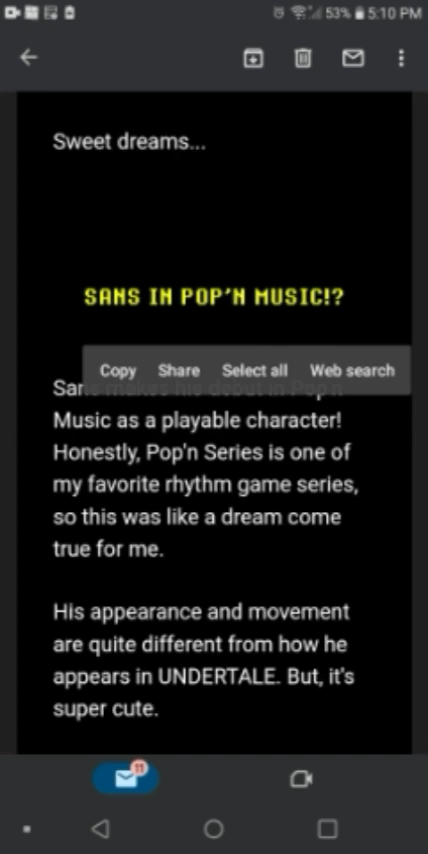 53% 5:10 PM
Sweet dreams...
SANS IN POP'N MUSIC!?
Copy Share Select all Web search
Sans makes his debut in Pop'n
Music as a playable character!
Honestly, Pop'n Series is one of
my favorite rhythm game series,
so this was like a dream come
true for me.
His appearance and movement
are quite different from how he
appears in UNDERTALE. But, it's
super cute.
11